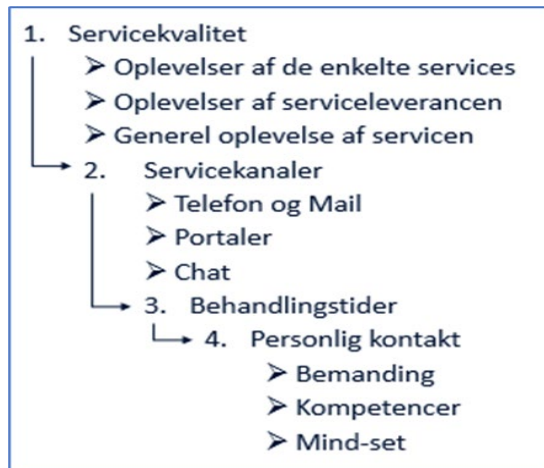 1. Servicekvalitet
➤ Oplevelser af de enkelte services
➤ Oplevelser af serviceleverancen
➤ Generel oplevelse af servicen
2. Servicekanaler
➤ Telefon og Mail
➤ Portaler
➤ Chat
3. Behandlingstider
4. Personlig kontakt
➤ Bemanding
➤ Kompetencer
➤ Mind-set